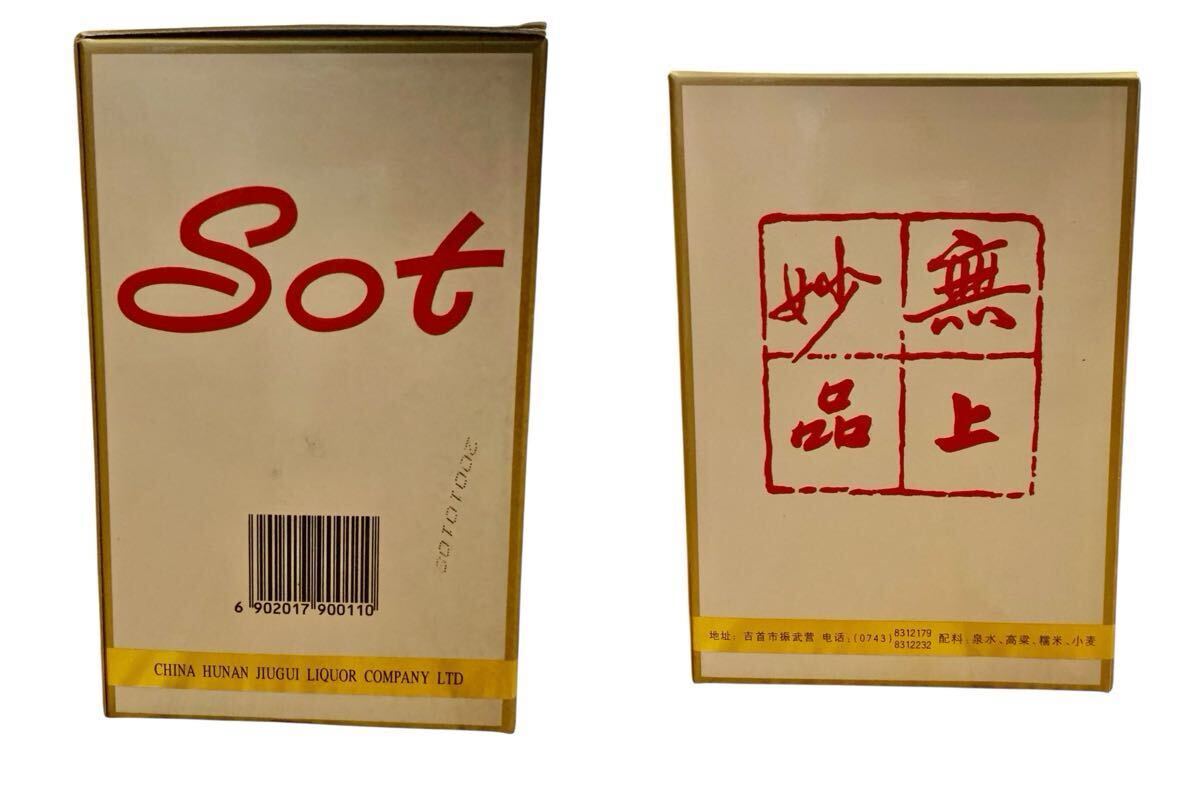 Sot
6 902017 900110
CHINA HUNAN JIUGUI LIQUOR COMPANY LTD
無上
妙品
地址：吉首市振武营 电话：(0743) 8312179 8312232 配料：泉水、高粱、糯米、小麦